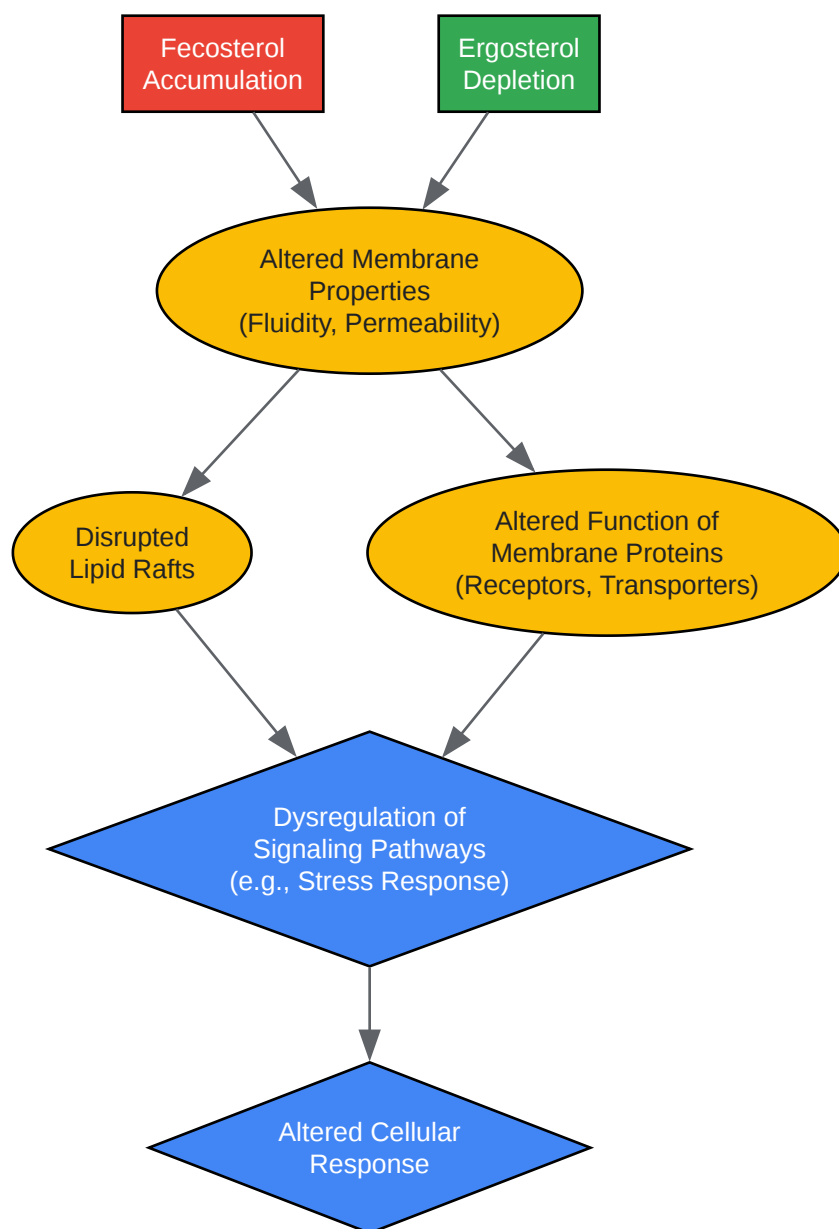 Fecosterol
Accumulation
Ergosterol
Depletion
Altered Membrane
Properties
(Fluidity, Permeability)
Disrupted
Lipid Rafts
Altered Function of
Membrane Proteins
(Receptors, Transporters)
Dysregulation of
Signaling Pathways
(e.g., Stress Response)
Altered Cellular
Response